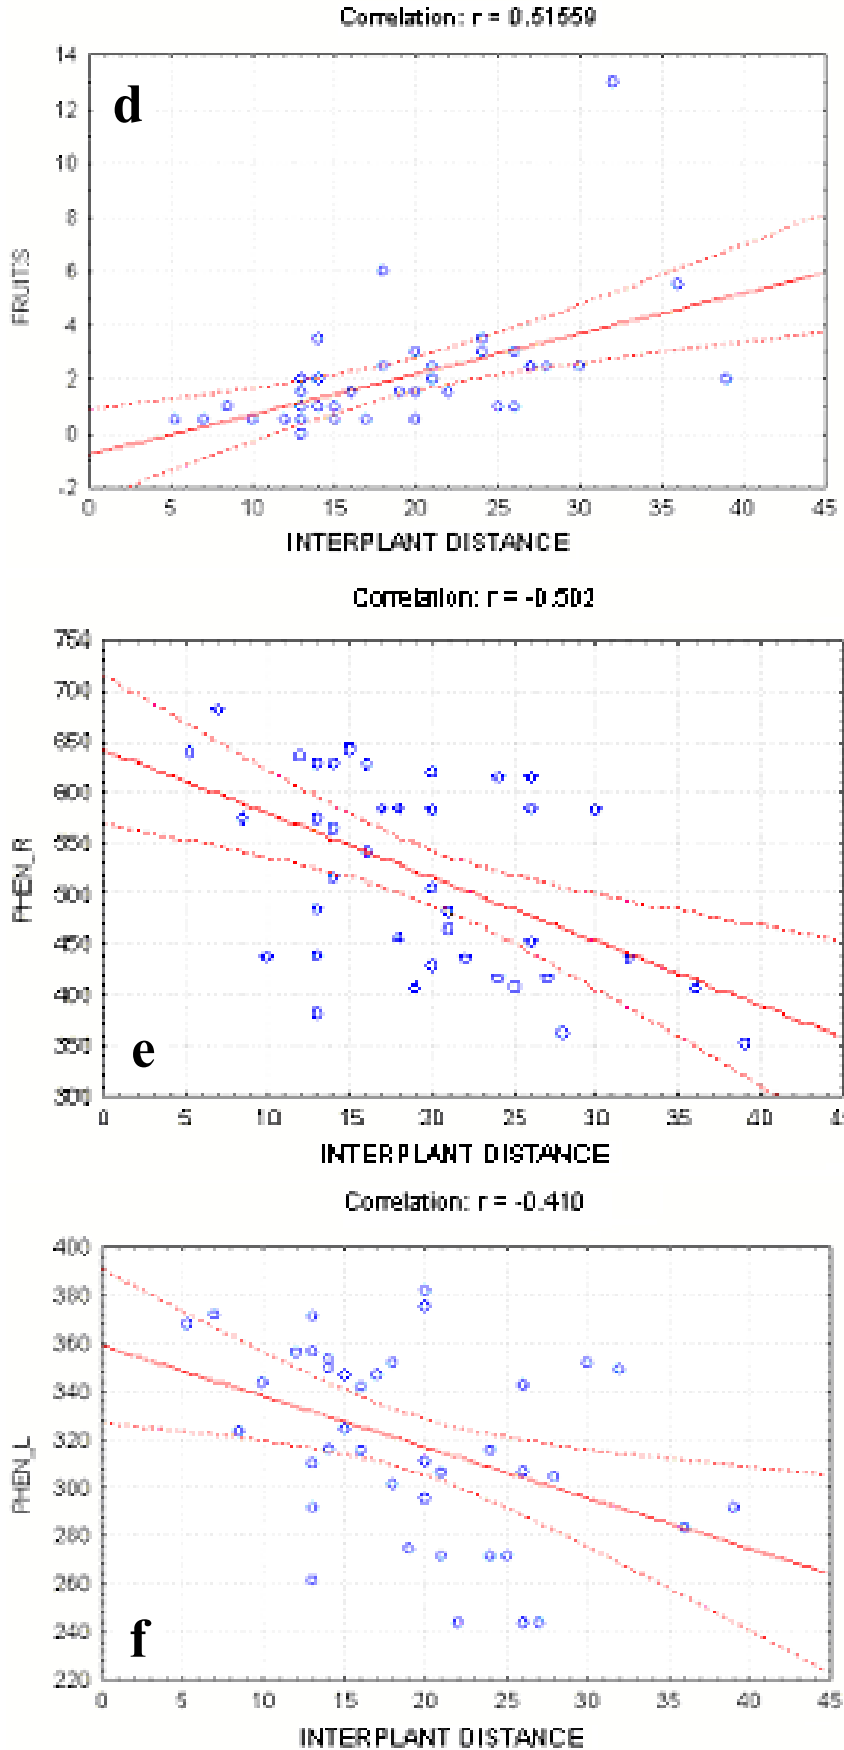 Correlation: r = 0.51559
d
14
12
10
8
6
4
2
0
-2
FRUITS
0 5 10 15 20 25 30 35 40 45
INTERPLANT DISTANCE
Correlation: r = -0.502
750
700
650
600
550
500
450
400
350
300
PHEN_R
e
0 5 10 15 20 25 30 35 40
INTERPLANT DISTANCE
Correlation: r = -0.410
400
380
360
340
320
300
280
260
240
220
PHEN_L
f
0 5 10 15 20 25 30 35 40 45
INTERPLANT DISTANCE